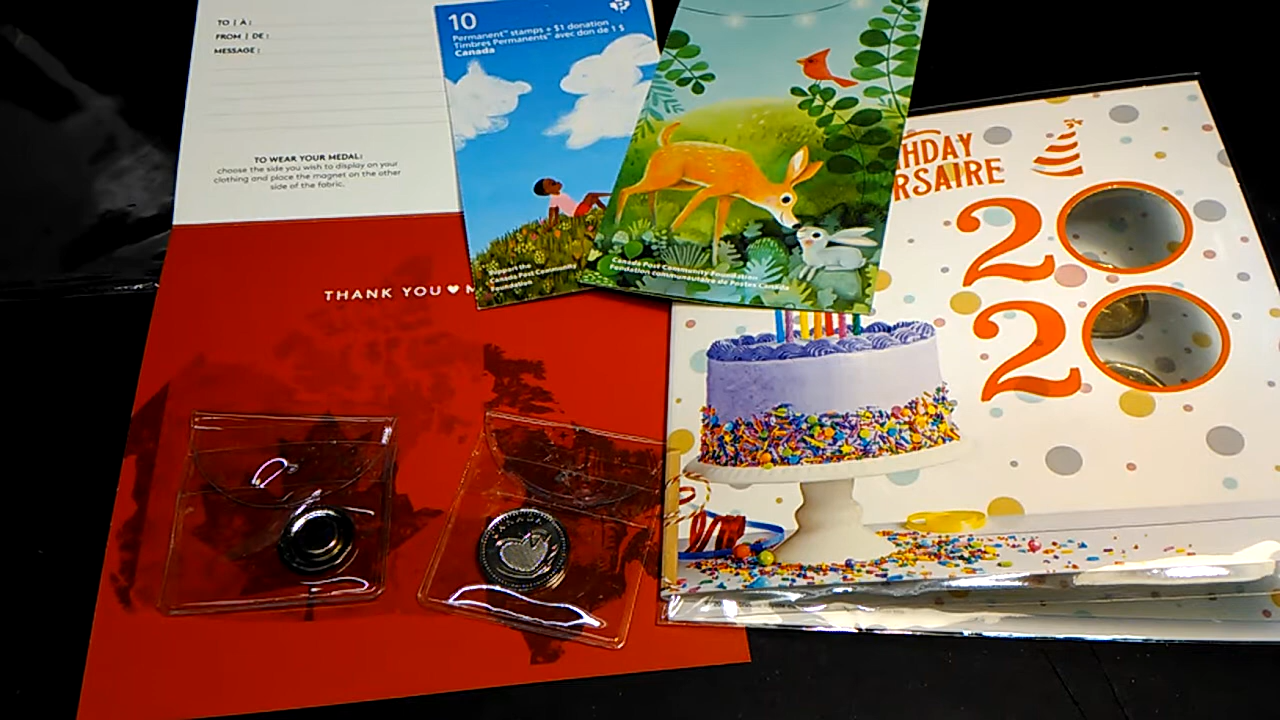 TO | À :
FROM | DE :
MESSAGE :
TO WEAR YOUR MEDAL:
choose the side you wish to display on your
clothing and place the magnet on the other
side of the fabric.
THANK YOU
10
Permanent™ stamps + $1 donation
Timbres Permanents™ avec don de 1 $
Canada
P
Support the
Canada Post Community
Foundation
Canada Post Community Foundation
Fondation communautaire de Postes Canada
HDAY
RSAIRE
20
20
CANADA